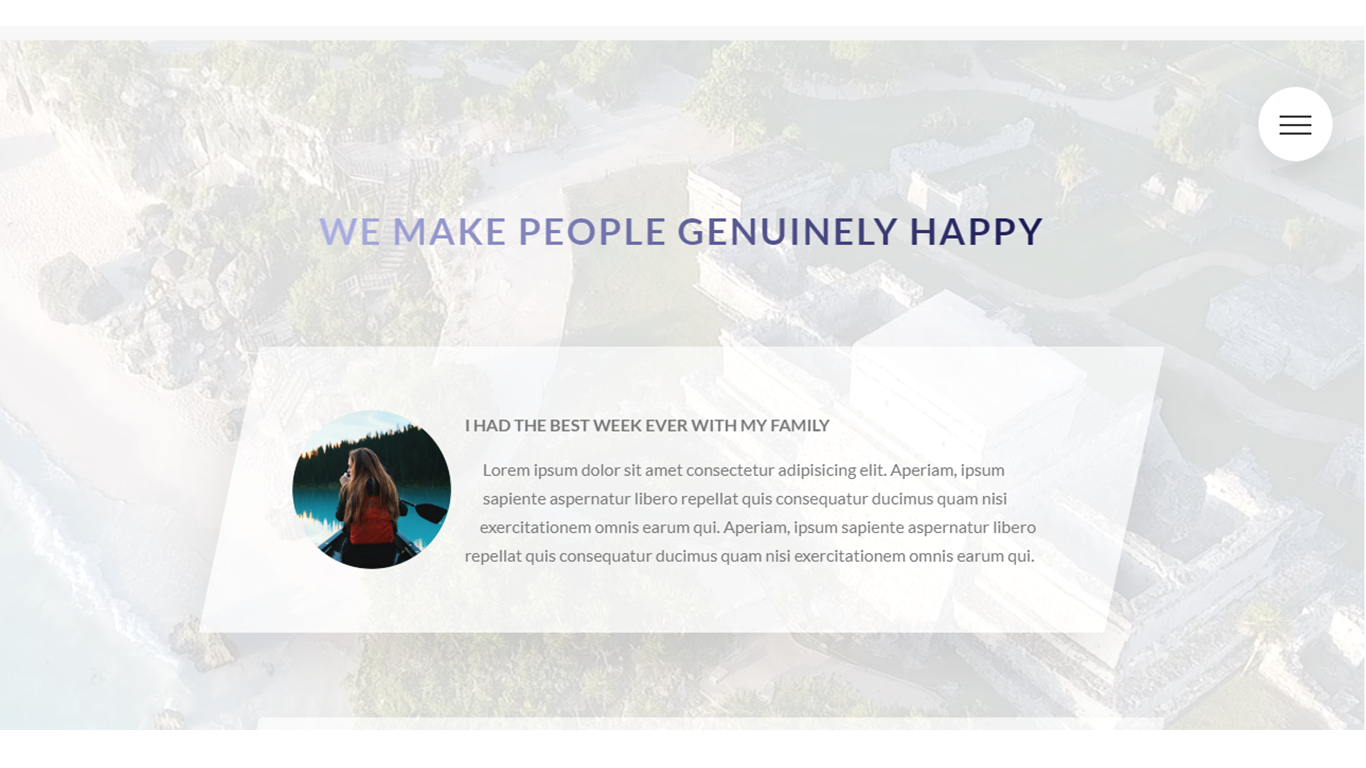 WE MAKE PEOPLE GENUINELY HAPPY
I HAD THE BEST WEEK EVER WITH MY FAMILY
Lorem ipsum dolor sit amet consectetur adipisicing elit. Aperiam, ipsum
sapiente aspernatur libero repellat quis consequatur ducimus quam nisi
exercitationem omnis earum qui. Aperiam, ipsum sapiente aspernatur libero
repellat quis consequatur ducimus quam nisi exercitationem omnis earum qui.